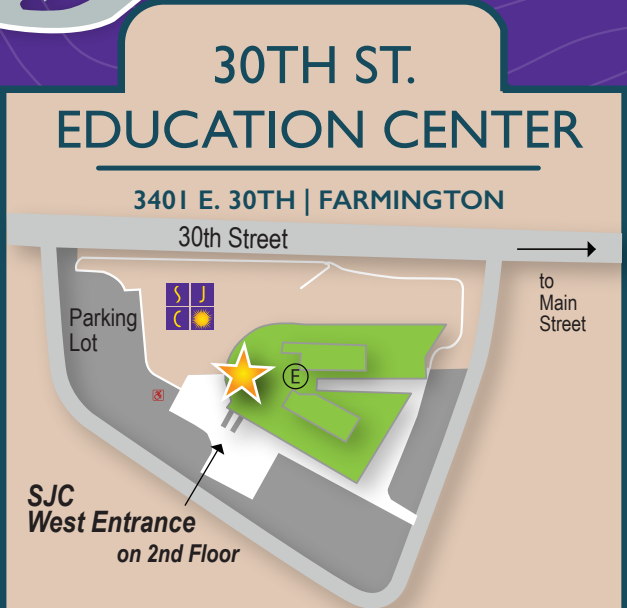 30TH ST.
EDUCATION CENTER
3401 E. 30TH | FARMINGTON
30th Street
to
Main
Street
S J
C
Parking
Lot
E
SJC
West Entrance
on 2nd Floor